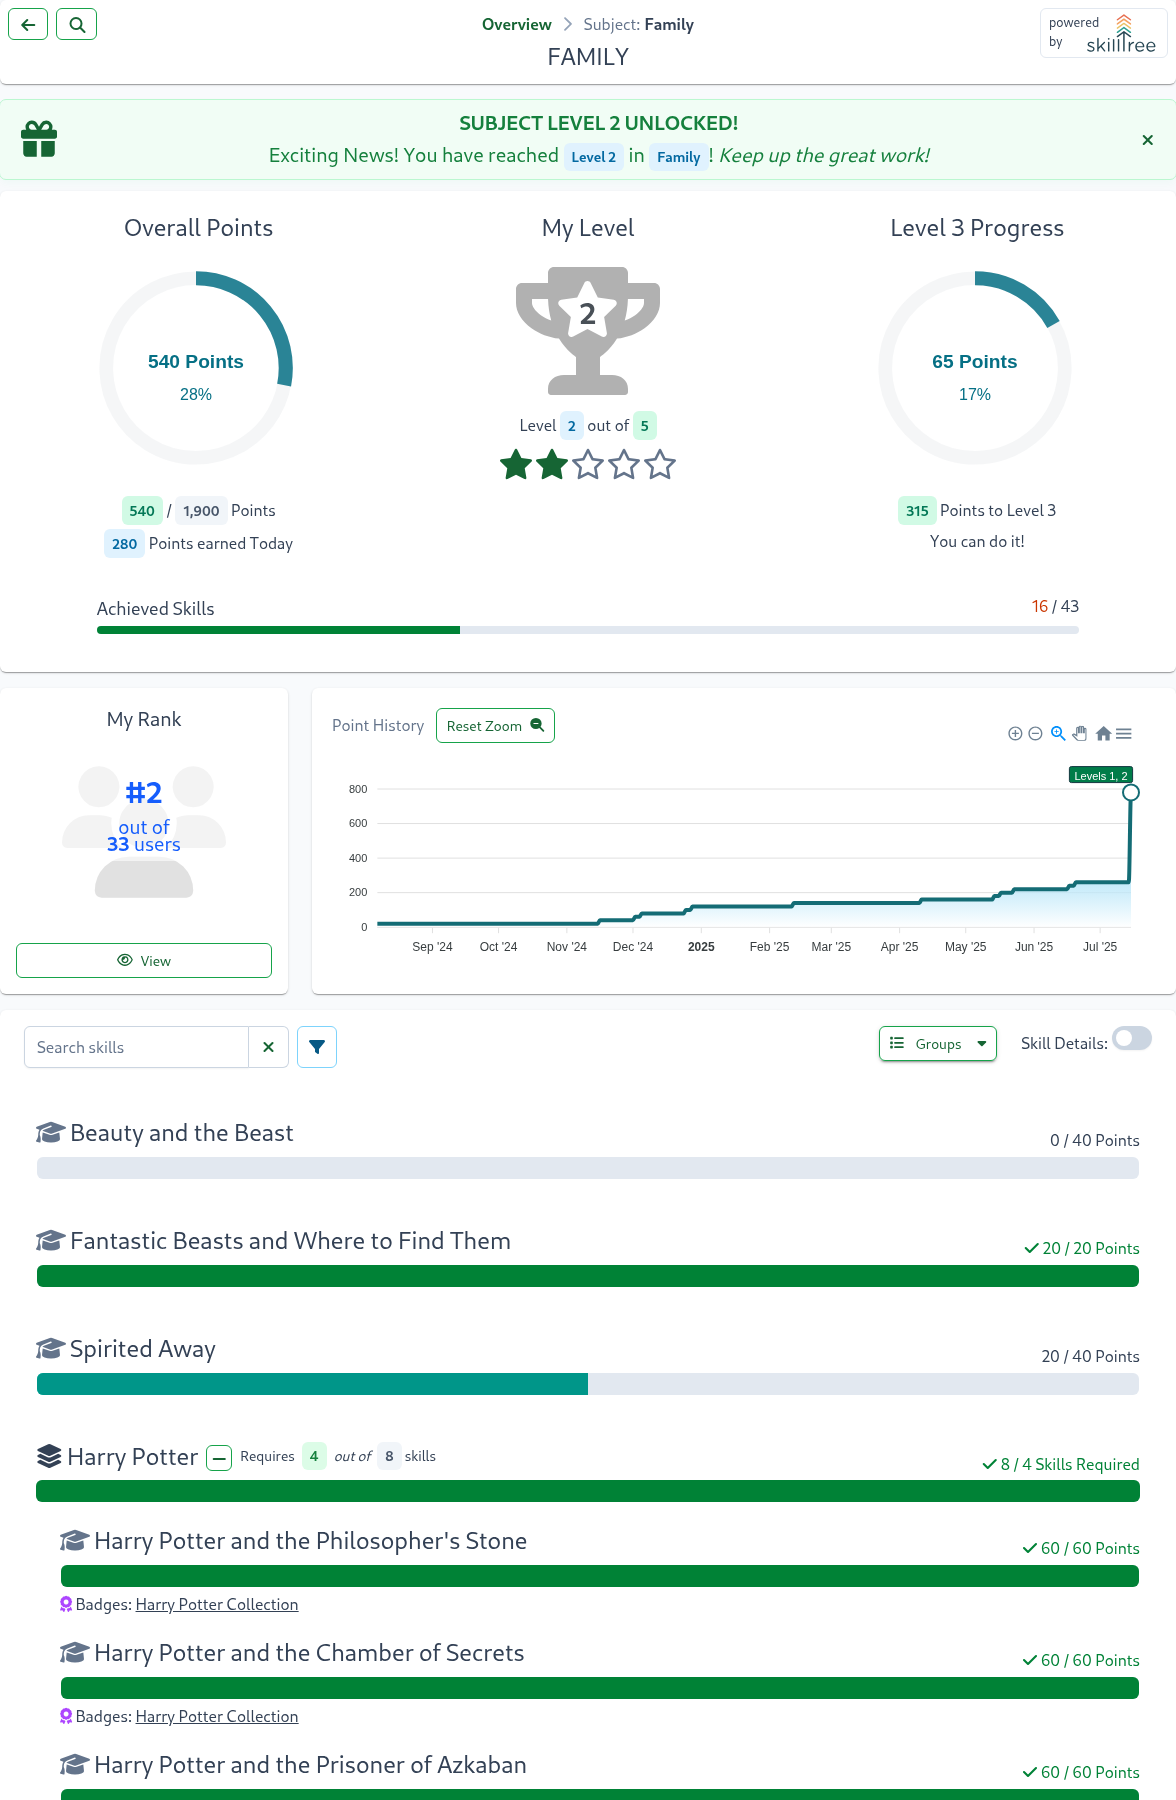 Overview > Subject: Family
FAMILY
powered by skilltree
SUBJECT LEVEL 2 UNLOCKED!
Exciting News! You have reached Level 2 in Family! Keep up the great work!
Overall Points
540 Points
28%
540 / 1,900 Points
280 Points earned Today
My Level
2
Level 2 out of 5
Level 3 Progress
65 Points
17%
315 Points to Level 3
You can do it!
Achieved Skills
16 / 43
My Rank
#2
out of
33 users
View
Point History
Reset Zoom
Levels 1, 2
800
600
400
200
0
Sep '24 Oct '24 Nov '24 Dec '24 2025 Feb '25 Mar '25 Apr '25 May '25 Jun '25 Jul '25
Search skills
Groups
Skill Details:
Beauty and the Beast
0 / 40 Points
Fantastic Beasts and Where to Find Them
20 / 20 Points
Spirited Away
20 / 40 Points
Harry Potter
Requires 4 out of 8 skills
8 / 4 Skills Required
Harry Potter and the Philosopher's Stone
60 / 60 Points
Badges: Harry Potter Collection
Harry Potter and the Chamber of Secrets
60 / 60 Points
Badges: Harry Potter Collection
Harry Potter and the Prisoner of Azkaban
60 / 60 Points